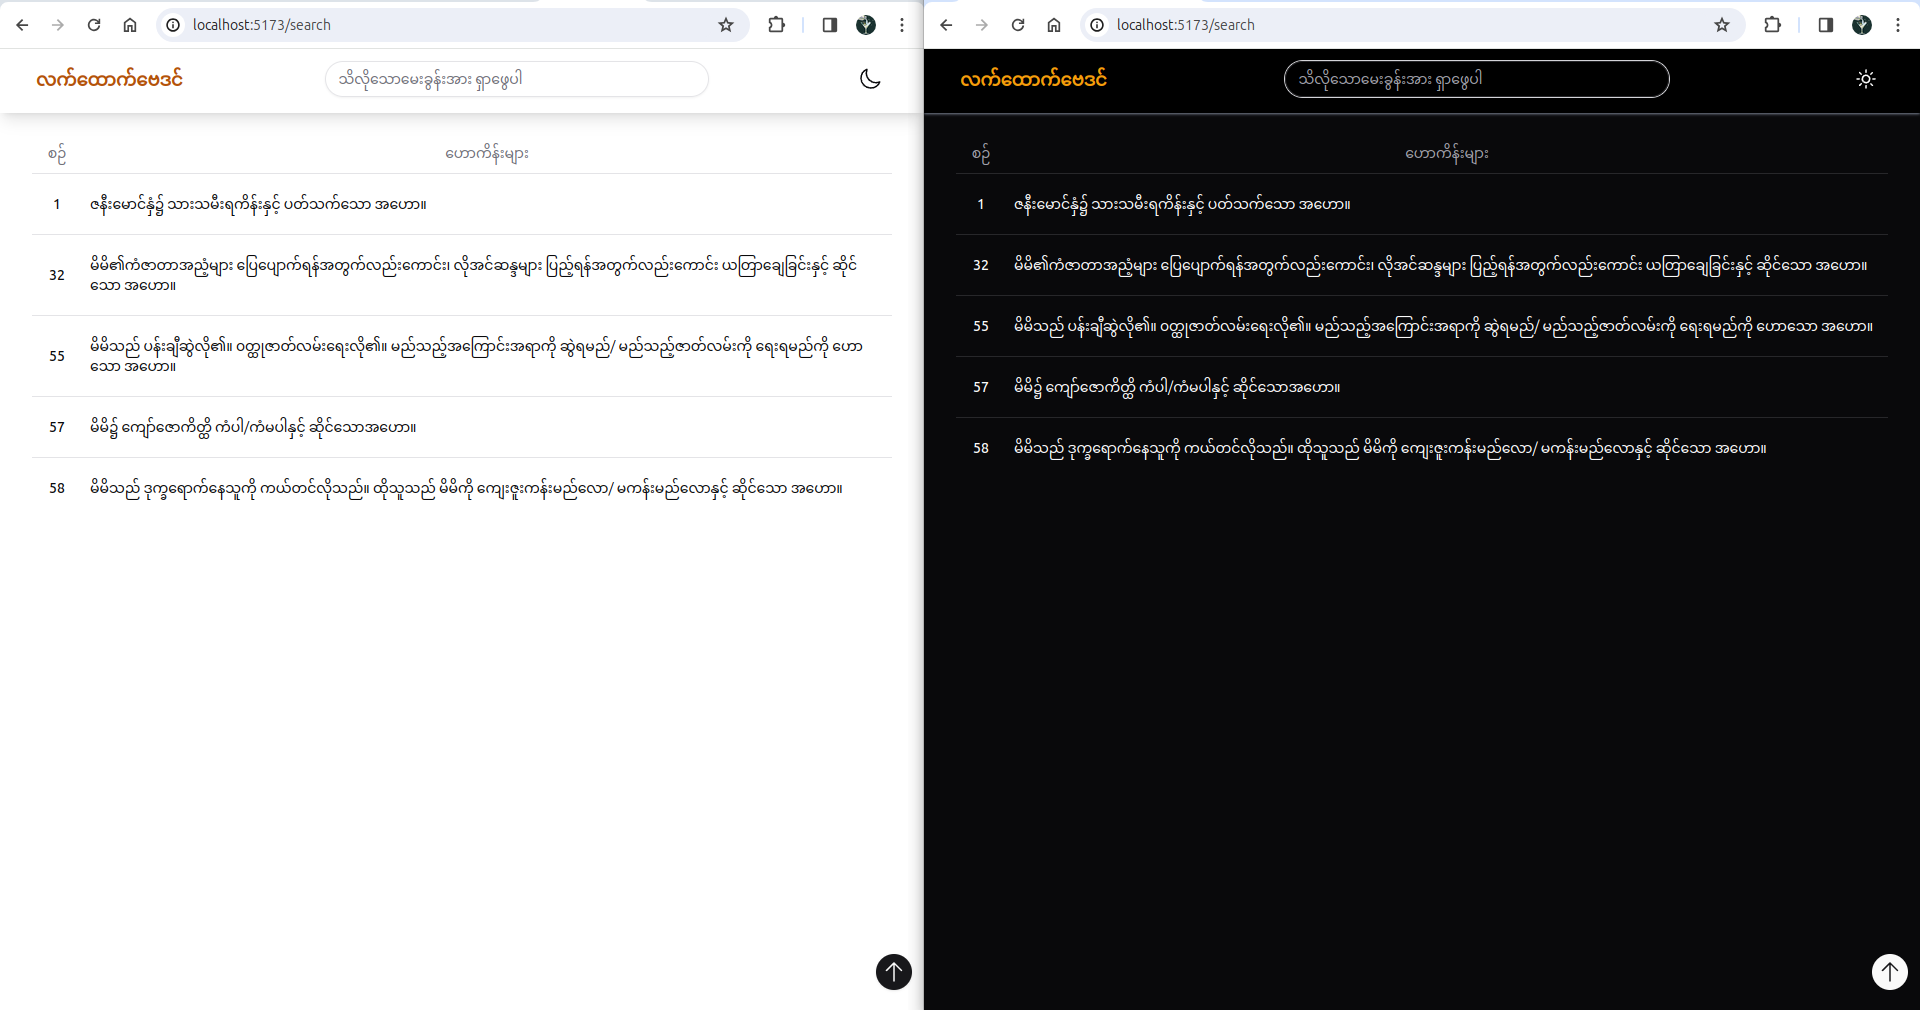 localhost:5173/search
လက်ထောက်ဗေဒင်
သိလိုသောမေးခွန်းအား ရှာဖွေပါ
စဉ်
ဟောကိန်းများ
1
ဇနီးမောင်နှံ၌ သားသမီးရကိန်းနှင့် ပတ်သက်သော အဟော။
32
မိမိ၏ကံဇာတာအညံ့များ ပြေပျောက်ရန်အတွက်လည်းကောင်း၊ လိုအင်ဆန္ဒများ ပြည့်ရန်အတွက်လည်းကောင်း ယတြာချေခြင်းနှင့် ဆိုင်
သော အဟော။
55
မိမိသည် ပန်းချီဆွဲလို၏။ ဝတ္ထုဇာတ်လမ်းရေးလို၏။ မည်သည့်အကြောင်းအရာကို ဆွဲရမည်/ မည်သည့်ဇာတ်လမ်းကို ရေးရမည်ကို ဟော
သော အဟော။
57
မိမိ၌ ကျော်ဇောကိတ္ထိ ကံပါ/ကံမပါနှင့် ဆိုင်သောအဟော။
58
မိမိသည် ဒုက္ခရောက်နေသူကို ကယ်တင်လိုသည်။ ထိုသူသည် မိမိကို ကျေးဇူးကန်းမည်လော/ မကန်းမည်လောနှင့် ဆိုင်သော အဟော။
localhost:5173/search
လက်ထောက်ဗေဒင်
သိလိုသောမေးခွန်းအား ရှာဖွေပါ
စဉ်
ဟောကိန်းများ
1
ဇနီးမောင်နှံ၌ သားသမီးရကိန်းနှင့် ပတ်သက်သော အဟော။
32
မိမိ၏ကံဇာတာအညံ့များ ပြေပျောက်ရန်အတွက်လည်းကောင်း၊ လိုအင်ဆန္ဒများ ပြည့်ရန်အတွက်လည်းကောင်း ယတြာချေခြင်းနှင့် ဆိုင်သော အဟော။
55
မိမိသည် ပန်းချီဆွဲလို၏။ ဝတ္ထုဇာတ်လမ်းရေးလို၏။ မည်သည့်အကြောင်းအရာကို ဆွဲရမည်/ မည်သည့်ဇာတ်လမ်းကို ရေးရမည်ကို ဟောသော အဟော။
57
မိမိ၌ ကျော်ဇောကိတ္ထိ ကံပါ/ကံမပါနှင့် ဆိုင်သောအဟော။
58
မိမိသည် ဒုက္ခရောက်နေသူကို ကယ်တင်လိုသည်။ ထိုသူသည် မိမိကို ကျေးဇူးကန်းမည်လော/ မကန်းမည်လောနှင့် ဆိုင်သော အဟော။